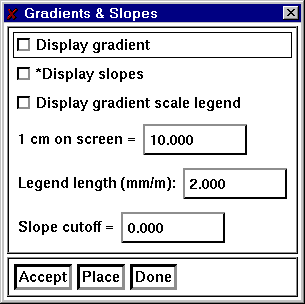 Gradients & Slopes
Display gradient
*Display slopes
Display gradient scale legend
1 cm on screen = 10.000
Legend length (mm/m): 2.000
Slope cutoff = 0.000
Accept Place Done